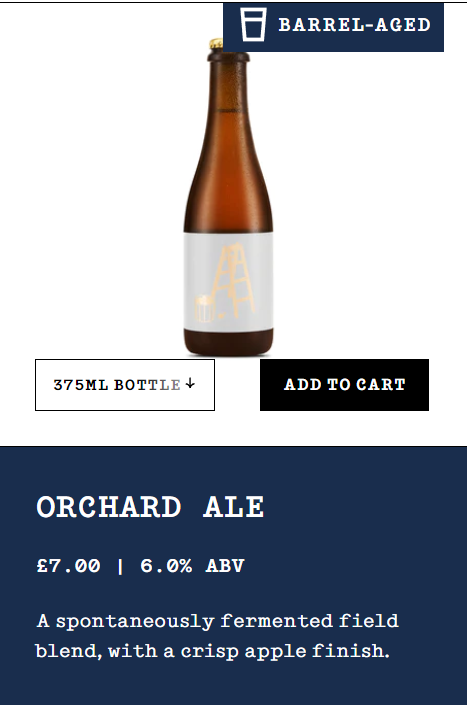 BARREL-AGED
375ML BOTTLE ↓
ADD TO CART
ORCHARD ALE
£7.00 | 6.0% ABV
A spontaneously fermented field
blend, with a crisp apple finish.